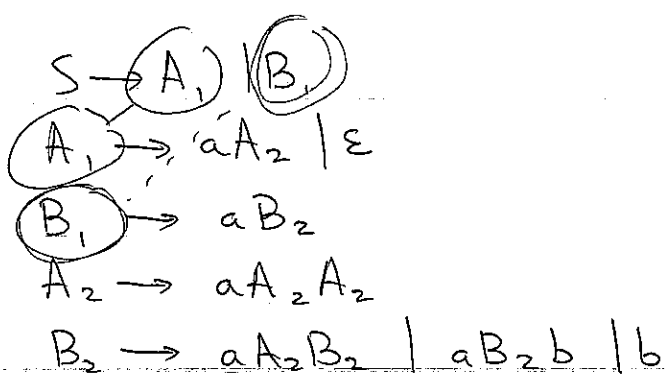 S → A₁ | B₁
A₁ → aA₂ | ε
B₁ → aB₂
A₂ → aA₂A₂
B₂ → aA₂B₂ | aB₂b | b